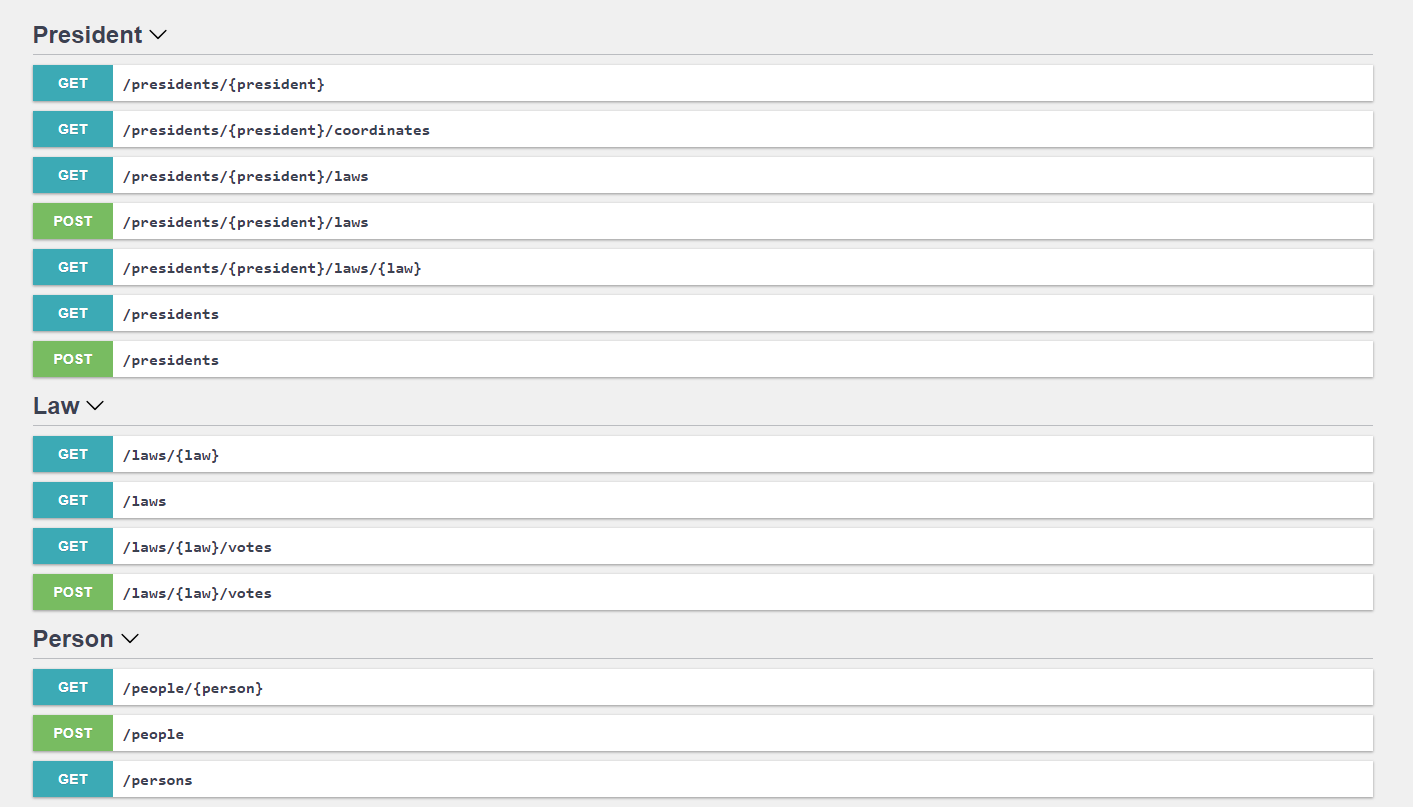 President
GET /presidents/{president}
GET /presidents/{president}/coordinates
GET /presidents/{president}/laws
POST /presidents/{president}/laws
GET /presidents/{president}/laws/{law}
GET /presidents
POST /presidents
Law
GET /laws/{law}
GET /laws
GET /laws/{law}/votes
POST /laws/{law}/votes
Person
GET /people/{person}
POST /people
GET /persons